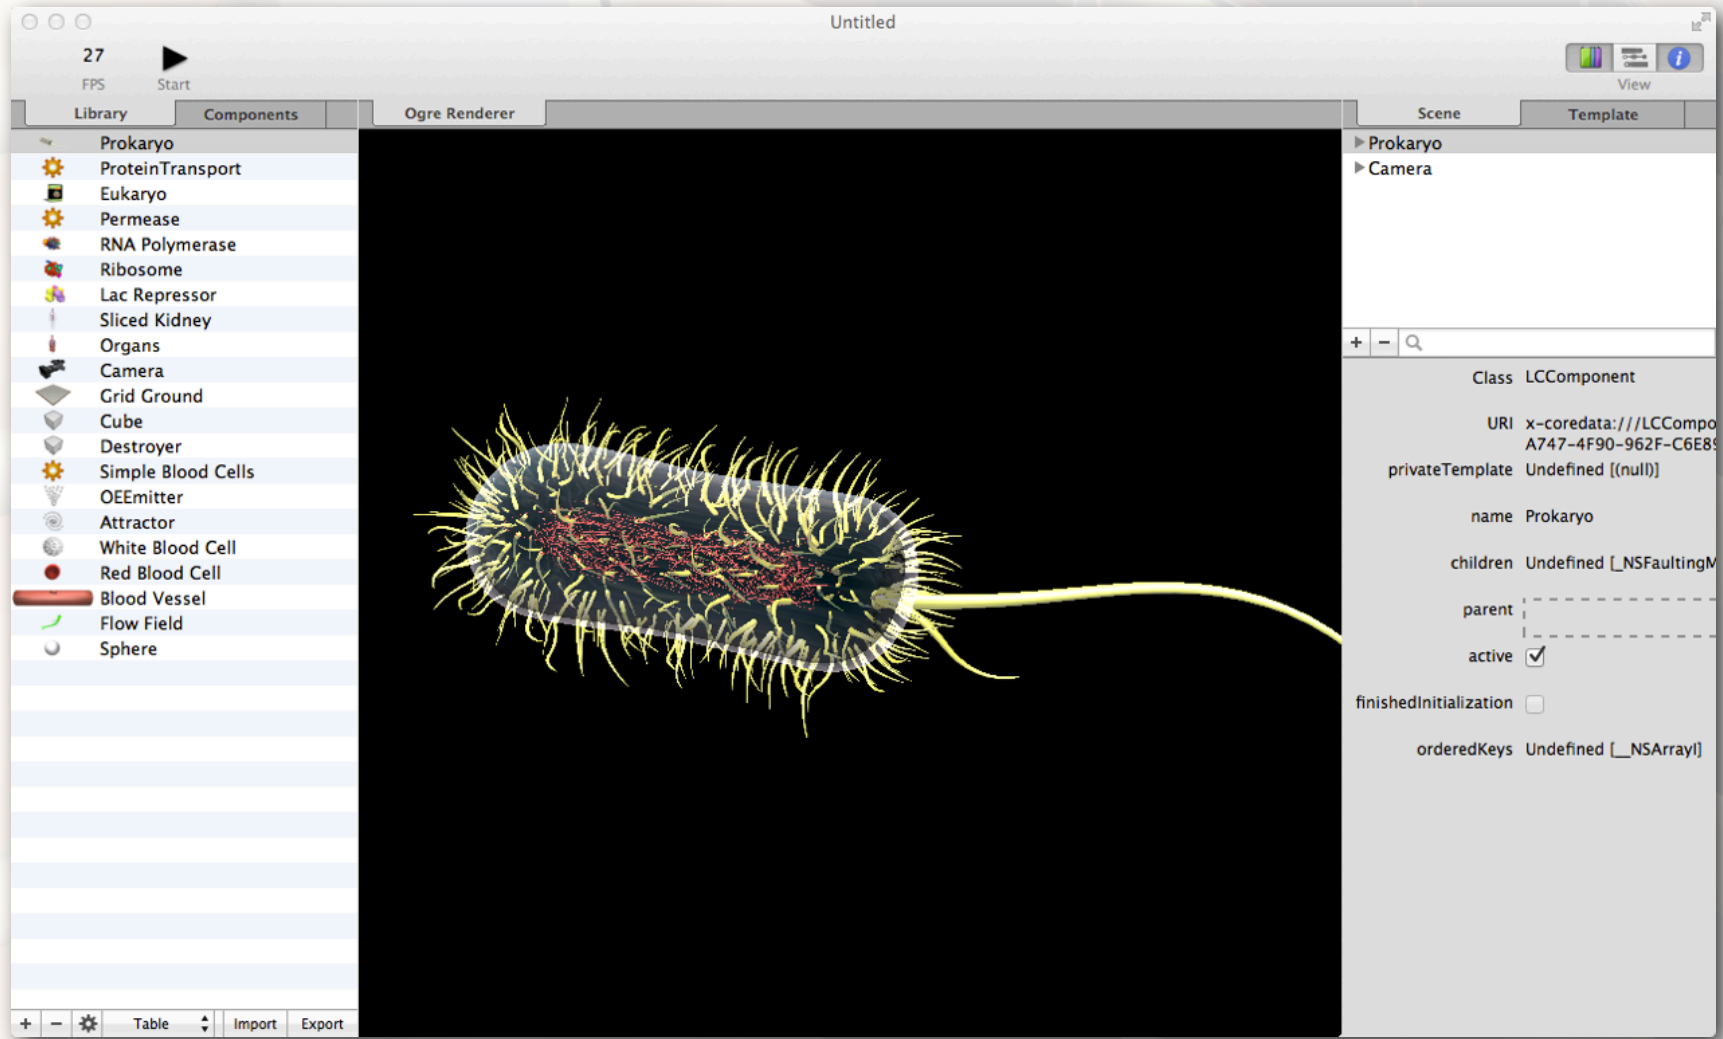 Untitled
27
FPS
Start
View
Library
Components
Ogre Renderer
Scene
Template
Prokaryo
ProteinTransport
Eukaryo
Permease
RNA Polymerase
Ribosome
Lac Repressor
Sliced Kidney
Organs
Camera
Grid Ground
Cube
Destroyer
Simple Blood Cells
OEEmitter
Attractor
White Blood Cell
Red Blood Cell
Blood Vessel
Flow Field
Sphere
+ − Table Import Export
Prokaryo
Camera
+ −
Class LCComponent
URI x-coredata:///LCCompo
A747-4F90-962F-C6E89
privateTemplate Undefined [(null)]
name Prokaryo
children Undefined [_NSFaultingM
parent
active
finishedInitialization
orderedKeys Undefined [__NSArrayI]